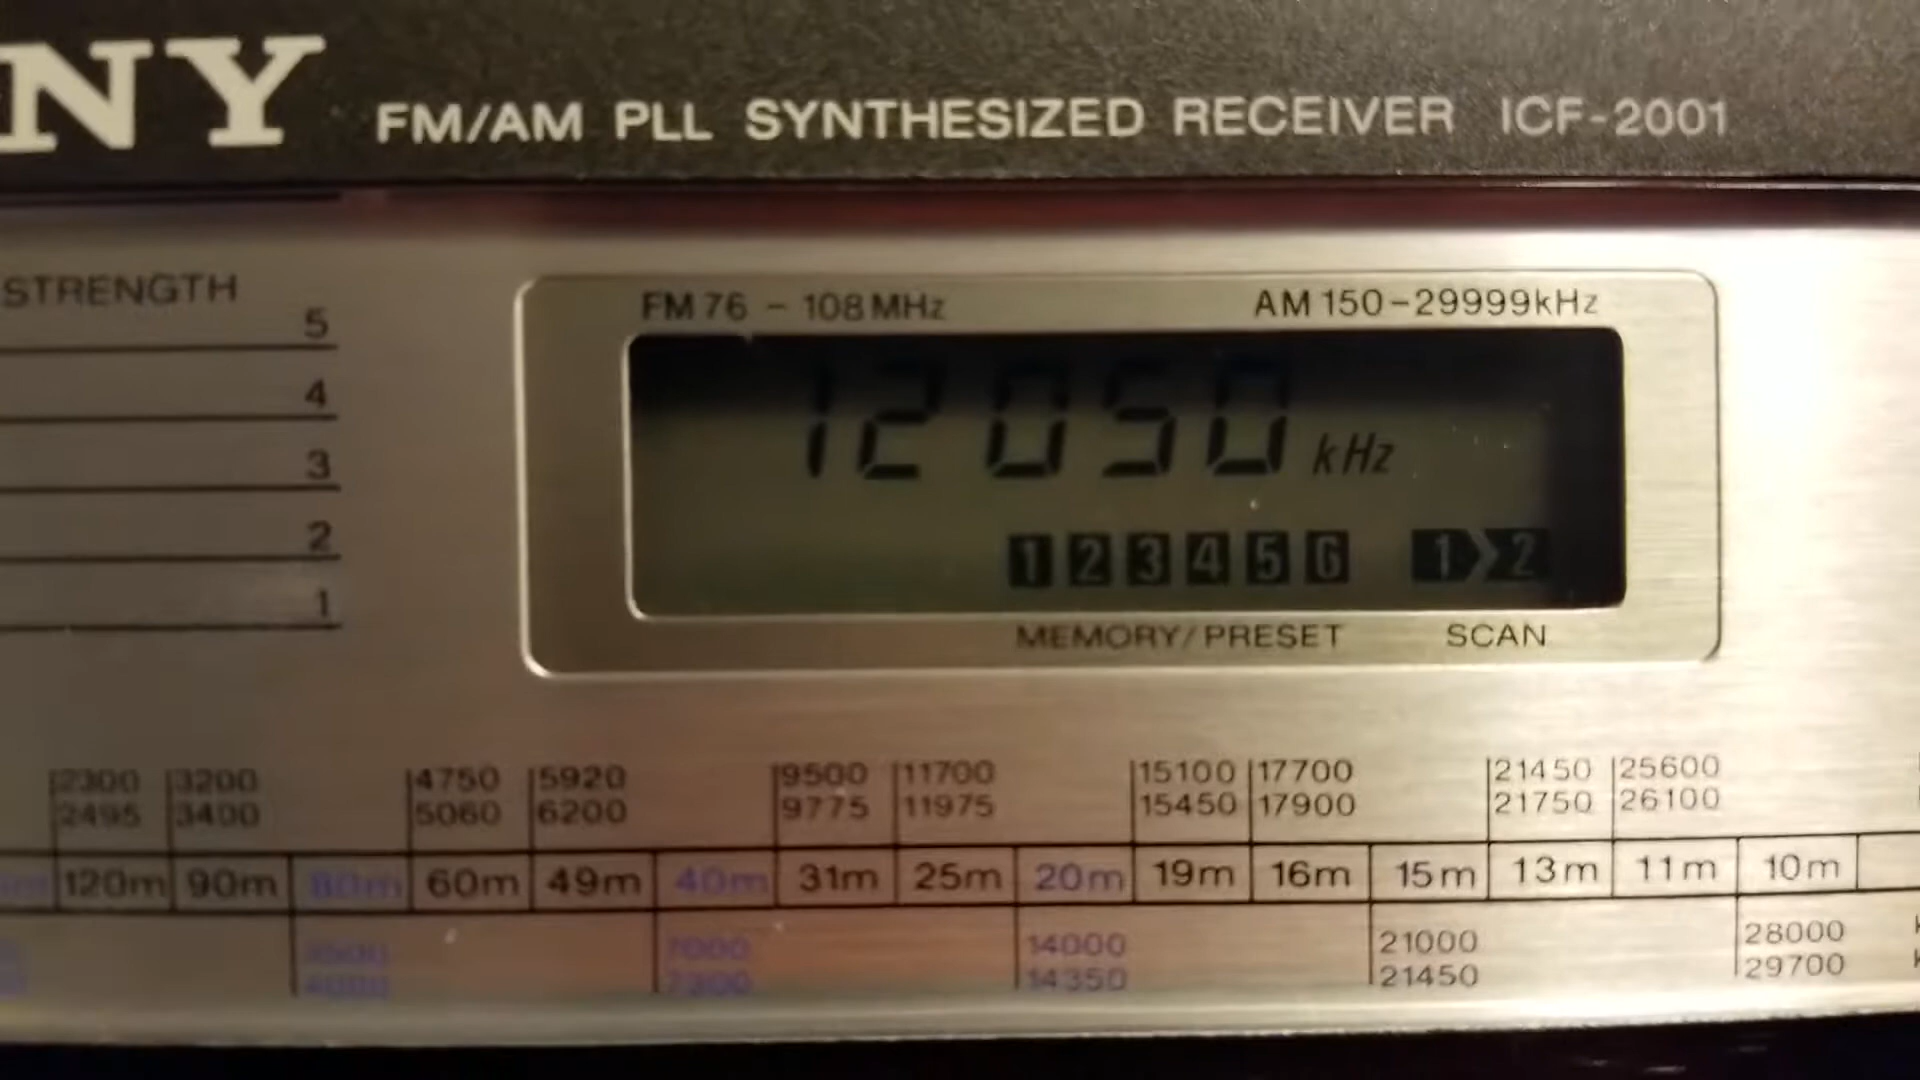 NY FM/AM PLL SYNTHESIZED RECEIVER ICF-2001
STRENGTH
5
4
3
2
1
FM 76 - 108 MHz AM 150-29999kHz
12050 kHz
1 2 3 4 5 6 1 2
MEMORY/PRESET SCAN
2300 3200 4750 5920 9500 11700 15100 17700 21450 25600
2495 3400 5060 6200 9775 11975 15450 17900 21750 26100
120m 90m 80m 60m 49m 40m 31m 25m 20m 19m 16m 15m 13m 11m 10m
7000 14000 21000 28000
7300 14350 21450 29700